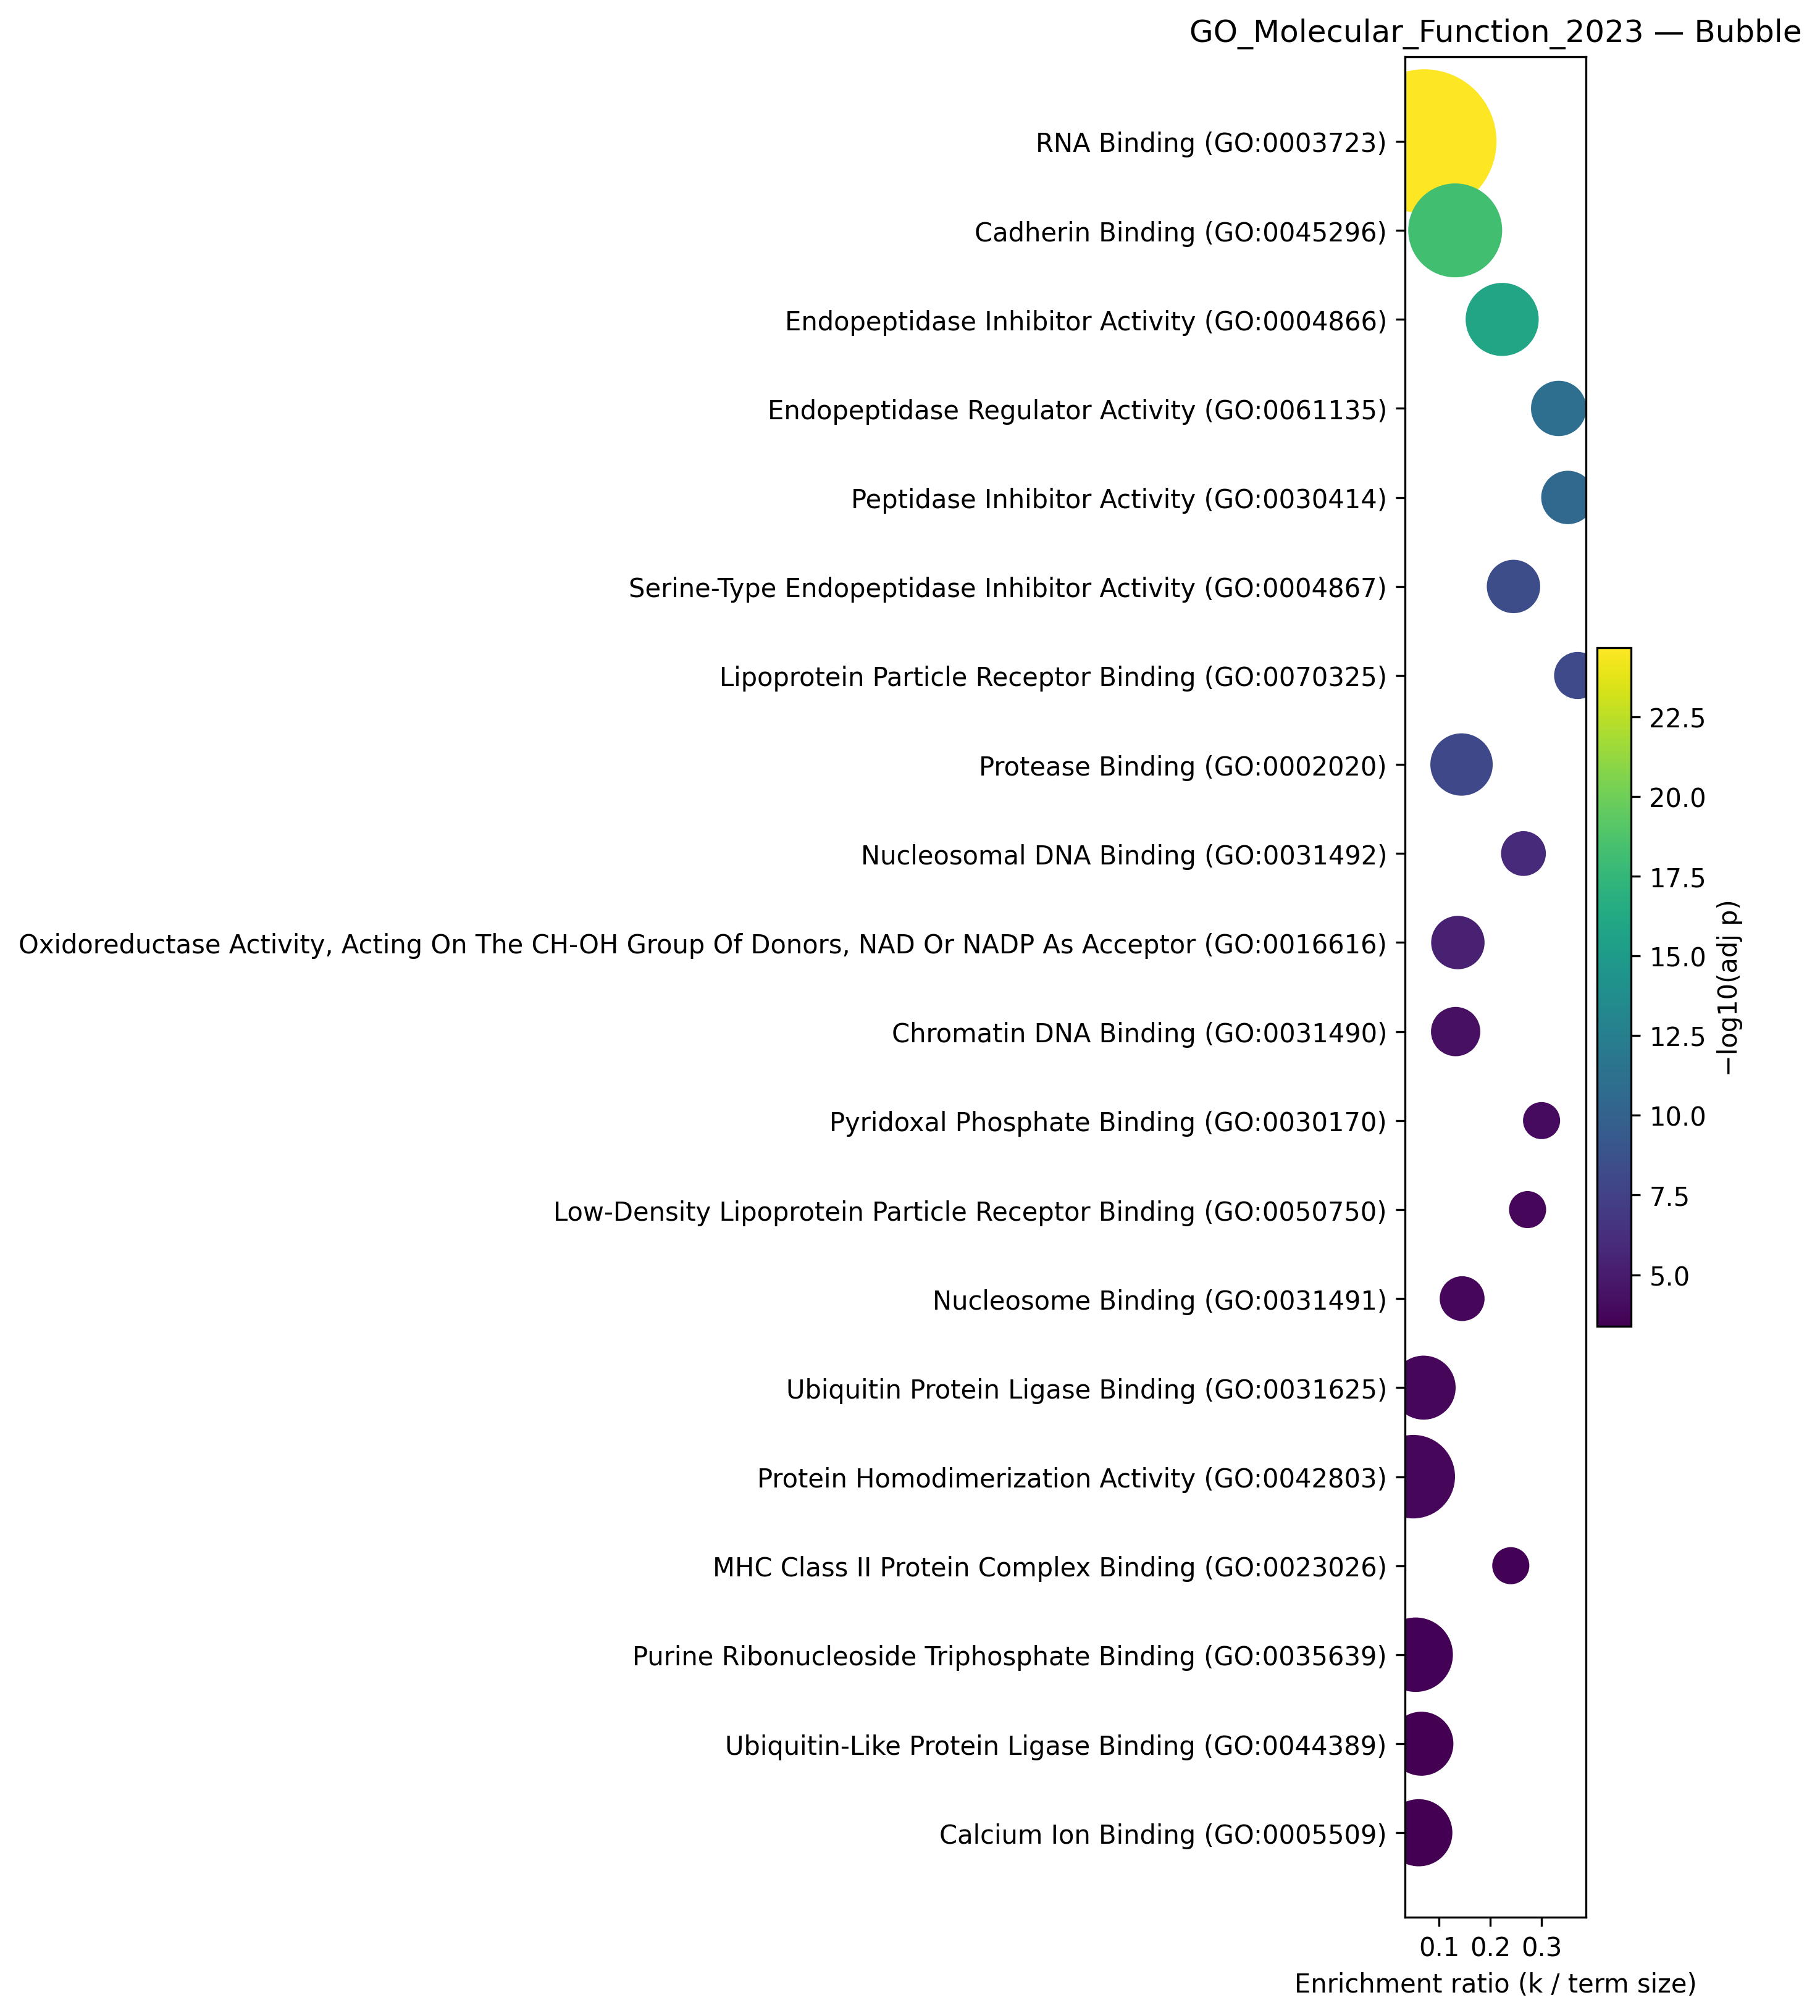 GO_Molecular_Function_2023 — Bubble
RNA Binding (GO:0003723)
Cadherin Binding (GO:0045296)
Endopeptidase Inhibitor Activity (GO:0004866)
Endopeptidase Regulator Activity (GO:0061135)
Peptidase Inhibitor Activity (GO:0030414)
Serine-Type Endopeptidase Inhibitor Activity (GO:0004867)
Lipoprotein Particle Receptor Binding (GO:0070325)
Protease Binding (GO:0002020)
Nucleosomal DNA Binding (GO:0031492)
Oxidoreductase Activity, Acting On The CH-OH Group Of Donors, NAD Or NADP As Acceptor (GO:0016616)
Chromatin DNA Binding (GO:0031490)
Pyridoxal Phosphate Binding (GO:0030170)
Low-Density Lipoprotein Particle Receptor Binding (GO:0050750)
Nucleosome Binding (GO:0031491)
Ubiquitin Protein Ligase Binding (GO:0031625)
Protein Homodimerization Activity (GO:0042803)
MHC Class II Protein Complex Binding (GO:0023026)
Purine Ribonucleoside Triphosphate Binding (GO:0035639)
Ubiquitin-Like Protein Ligase Binding (GO:0044389)
Calcium Ion Binding (GO:0005509)
0.1 0.2 0.3
Enrichment ratio (k / term size)
22.5
20.0
17.5
15.0
12.5
10.0
7.5
5.0
−log10(adj p)